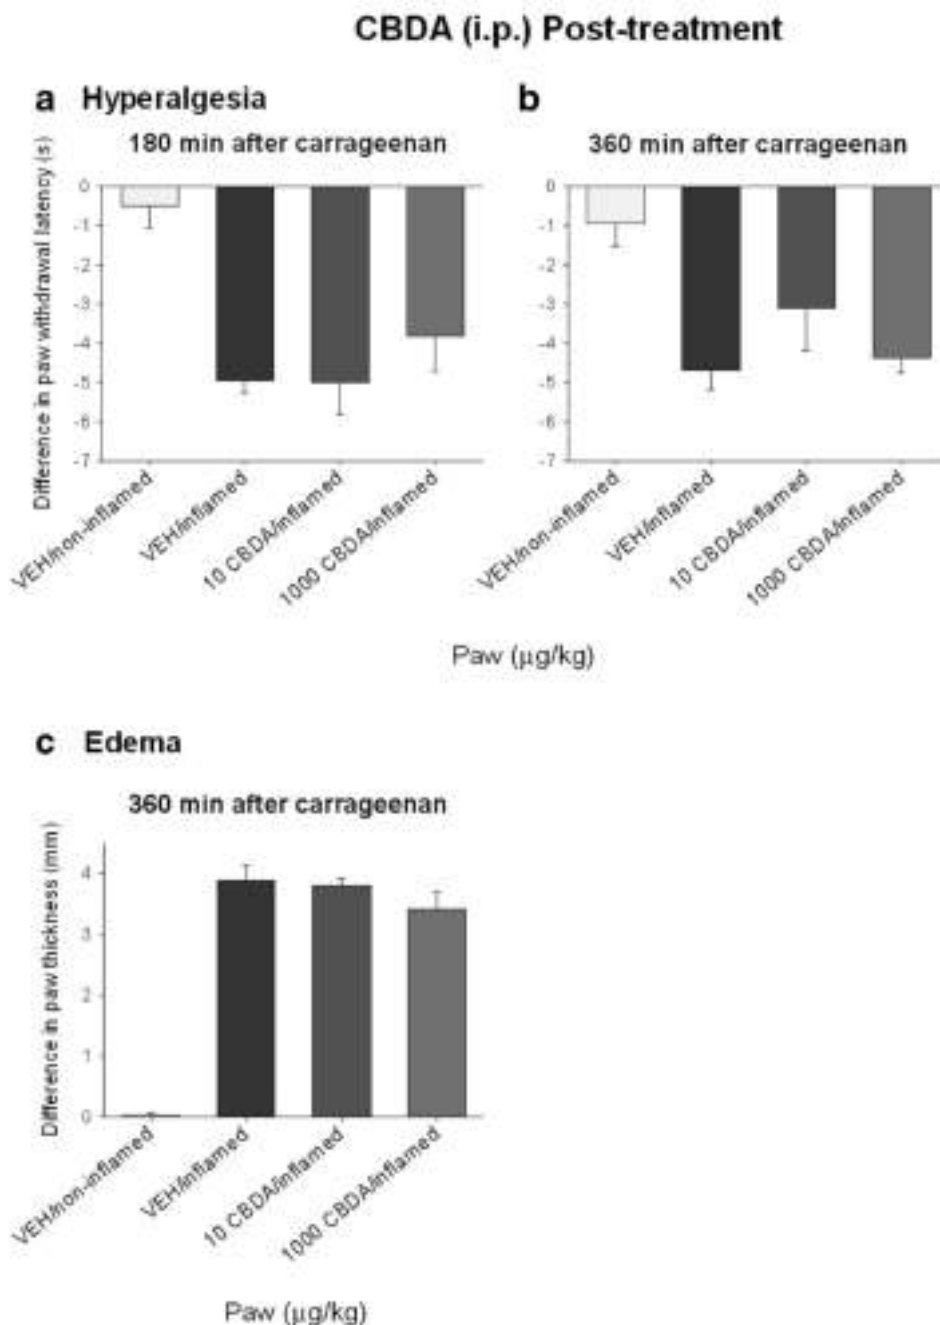 CBDA (i.p.) Post-treatment
a Hyperalgesia
b
180 min after carrageenan
360 min after carrageenan
Difference in paw withdrawal latency (s)
0
-1
-2
-3
-4
-5
-6
-7
0
-1
-2
-3
-4
-5
-6
-7
VEH/non-inflamed
VEH/inflamed
10 CBDA/inflamed
1000 CBDA/inflamed
VEH/non-inflamed
VEH/inflamed
10 CBDA/inflamed
1000 CBDA/inflamed
Paw (μg/kg)
c Edema
360 min after carrageenan
Difference in paw thickness (mm)
4
3
2
1
0
VEH/non-inflamed
VEH/inflamed
10 CBDA/inflamed
1000 CBDA/inflamed
Paw (μg/kg)